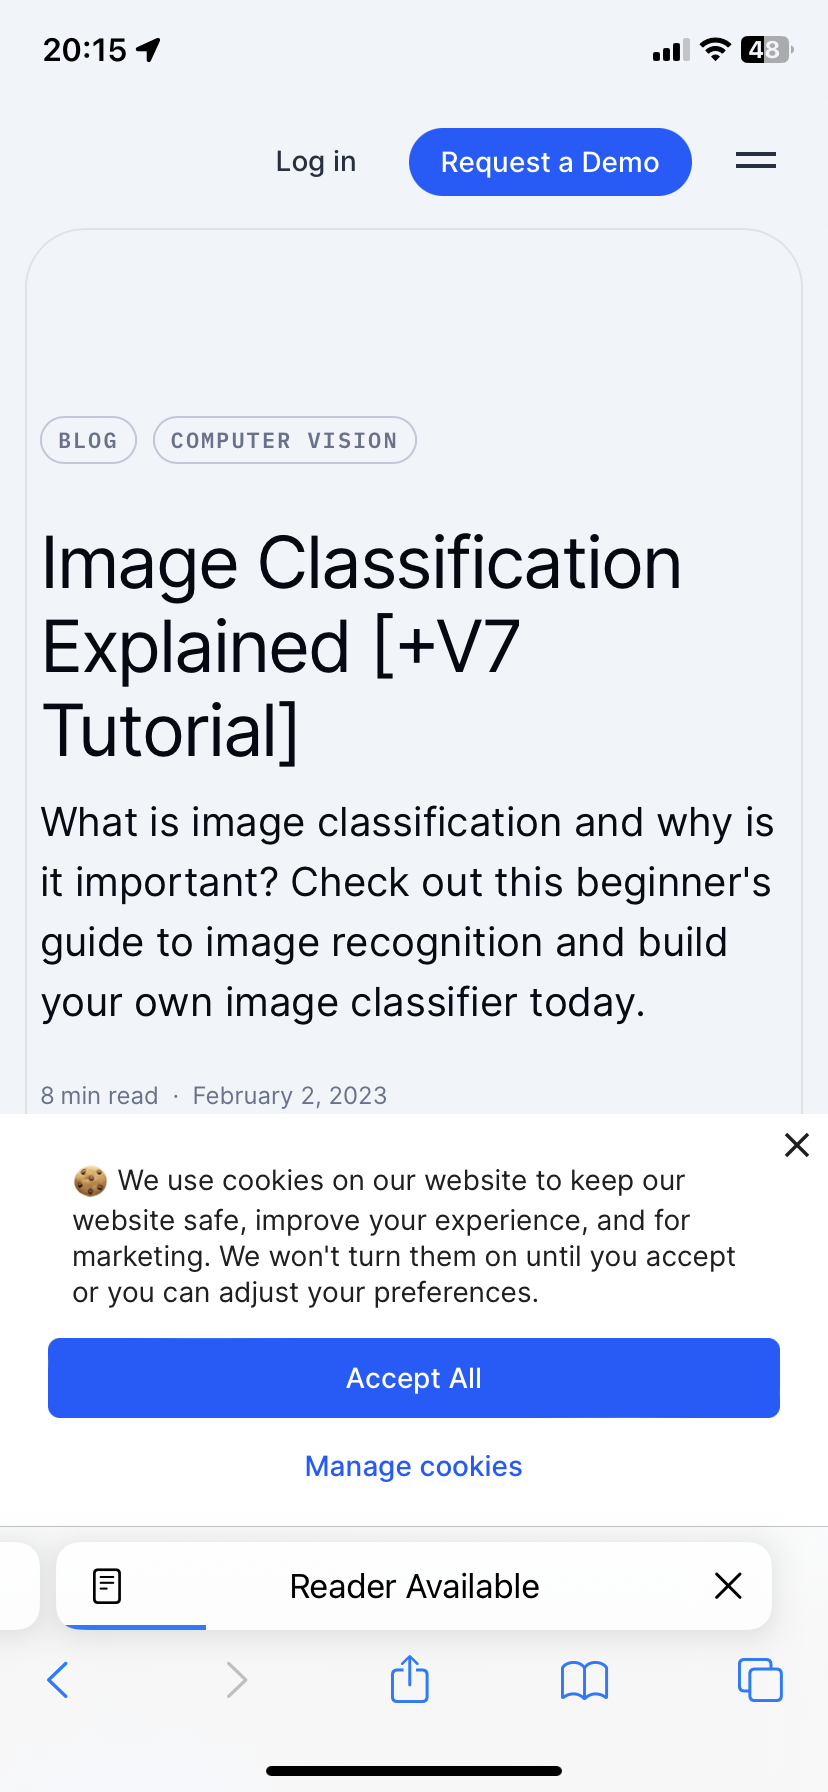 20:15
48
Log in
Request a Demo
BLOG
COMPUTER VISION
Image Classification
Explained [+V7
Tutorial]
What is image classification and why is
it important? Check out this beginner's
guide to image recognition and build
your own image classifier today.
8 min read · February 2, 2023
🍪 We use cookies on our website to keep our
website safe, improve your experience, and for
marketing. We won't turn them on until you accept
or you can adjust your preferences.
Accept All
Manage cookies
Reader Available